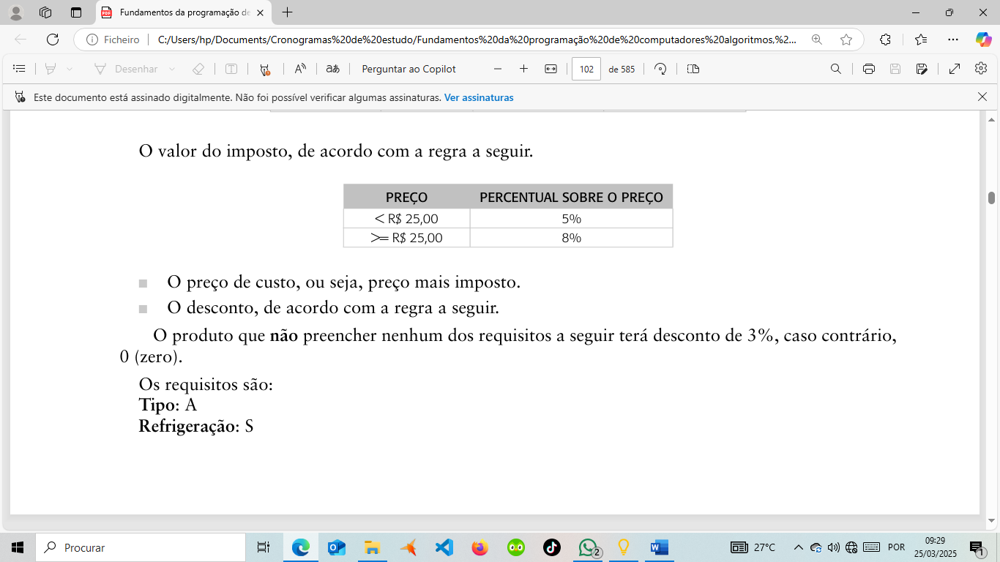 Fundamentos da programação de
Ficheiro
C:/Users/hp/Documents/Cronogramas%20de%20estudo/Fundamentos%20da%20programação%20de%20computadores%20algoritmos,%2...
Desenhar
Perguntar ao Copilot
102 de 585
Este documento está assinado digitalmente. Não foi possível verificar algumas assinaturas. Ver assinaturas
O valor do imposto, de acordo com a regra a seguir.
PREÇO PERCENTUAL SOBRE O PREÇO
< R$ 25,00 5%
>= R$ 25,00 8%
O preço de custo, ou seja, preço mais imposto.
O desconto, de acordo com a regra a seguir.
O produto que não preencher nenhum dos requisitos a seguir terá desconto de 3%, caso contrário,
0 (zero).
Os requisitos são:
Tipo: A
Refrigeração: S
Procurar
2
27°C
POR
09:29
25/03/2025
1